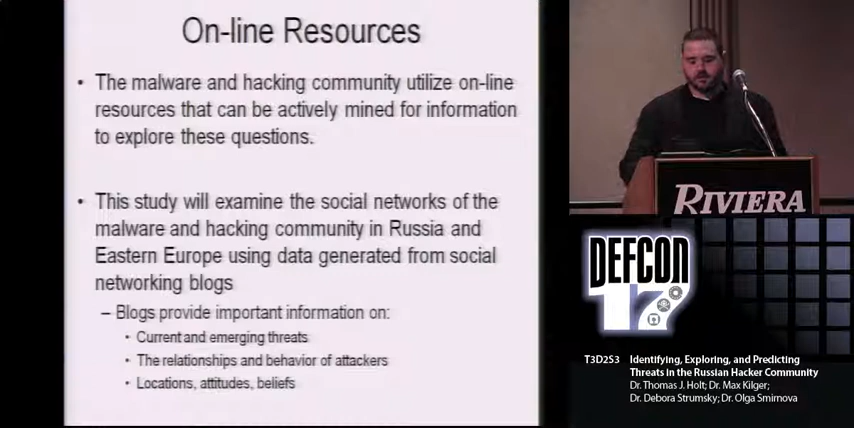 On-line Resources
• The malware and hacking community utilize on-line
resources that can be actively mined for information
to explore these questions.
• This study will examine the social networks of the
malware and hacking community in Russia and
Eastern Europe using data generated from social
networking blogs
– Blogs provide important information on:
• Current and emerging threats
• The relationships and behavior of attackers
• Locations, attitudes, beliefs
RIVIERA
DEFCON
17
T3D2S3 Identifying, Exploring, and Predicting
Threats in the Russian Hacker Community
Dr. Thomas J. Holt; Dr. Max Kilger;
Dr. Debora Strumsky; Dr. Olga Smirnova